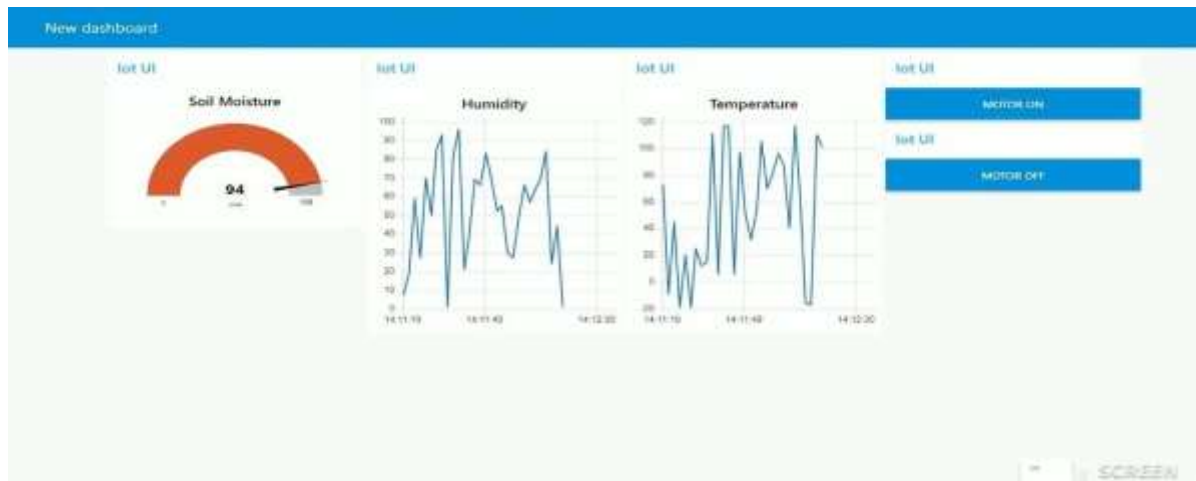 New dashboard
Iot UI
Soil Moisture
94
0
100
Iot UI
Humidity
100
90
80
70
60
50
40
30
20
10
0
14:11:10
14:11:40
14:12:20
Iot UI
Temperature
120
100
80
60
40
20
0
20
14:11:10
14:11:40
14:12:20
Iot UI
MOTOR ON
Iot UI
MOTOR OFF
SCREEN